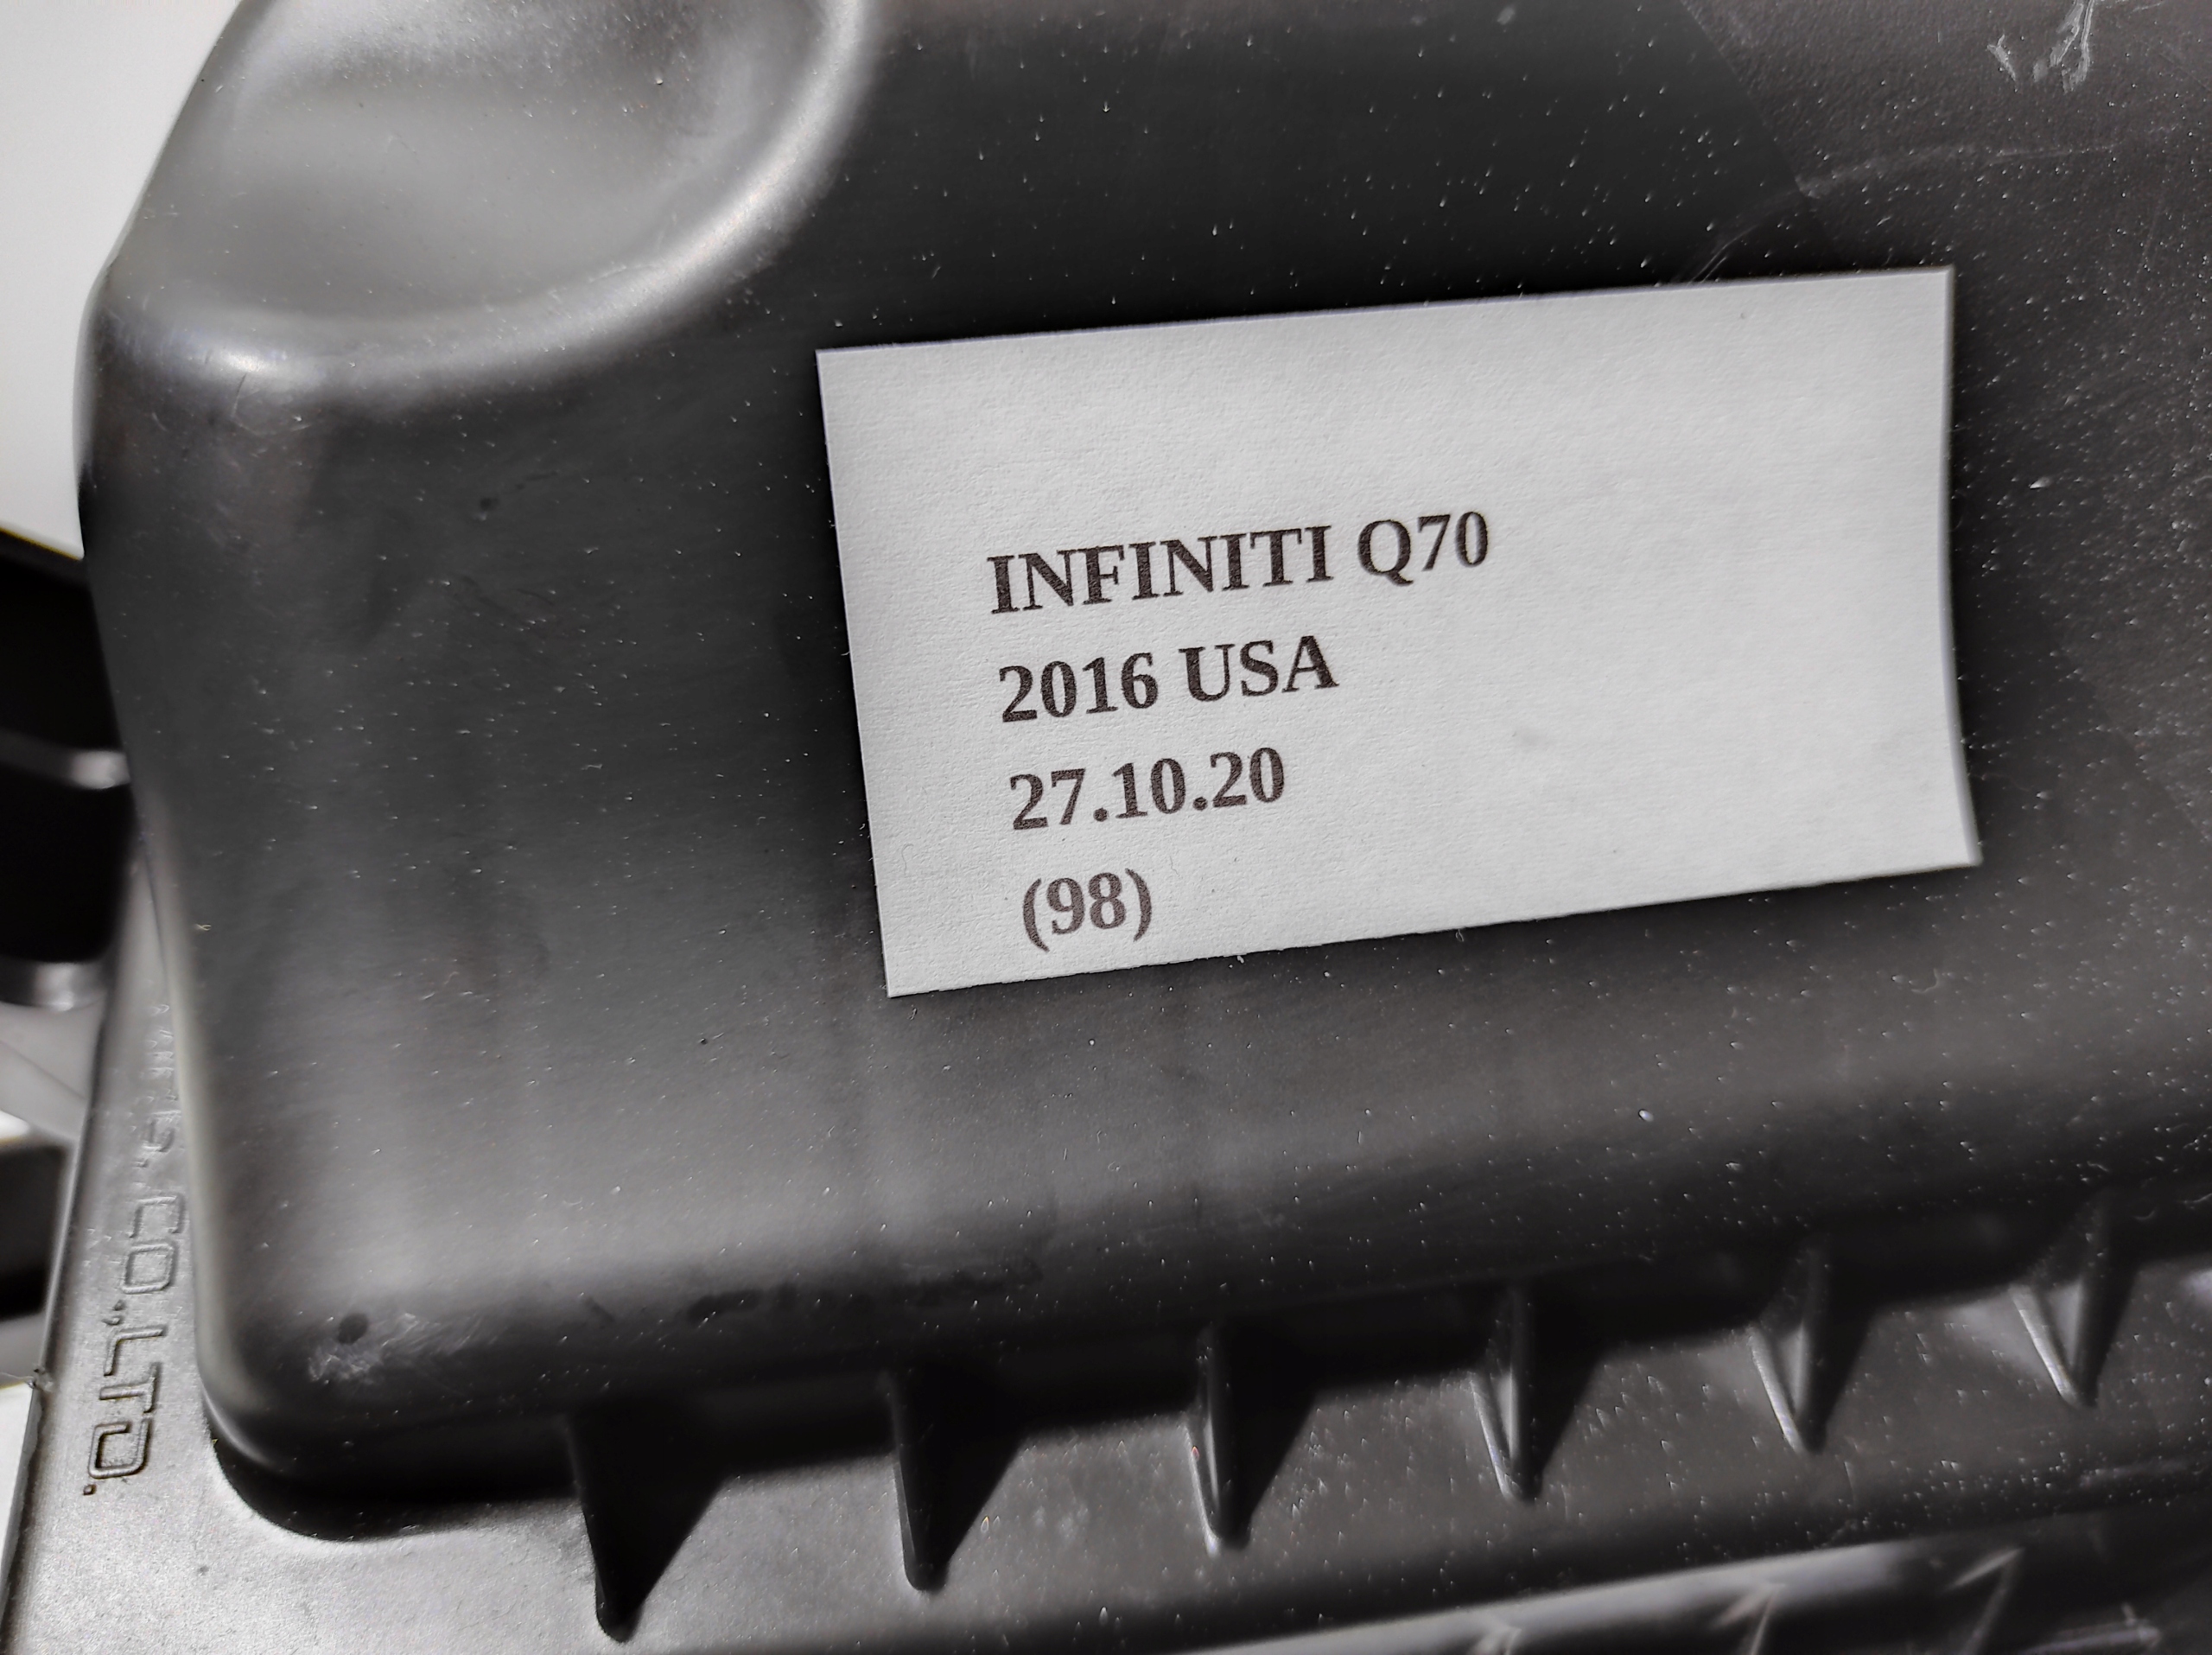 INFINITI Q70
2016 USA
27.10.20
(98)
CO.,LTD.